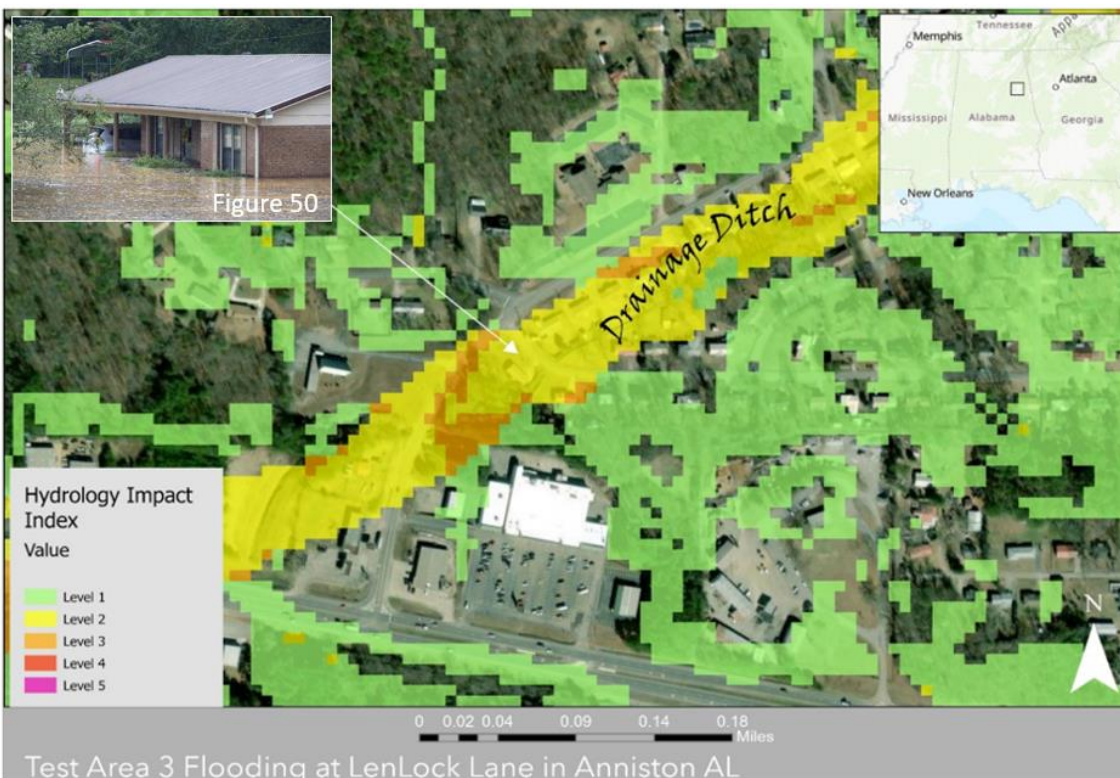 Figure 50
Tennessee
Appa
Memphis
Atlanta
Mississippi
Alabama
Georgia
New Orleans
Drainage Ditch
Hydrology Impact
Index
Value
Level 1
Level 2
Level 3
Level 4
Level 5
N
0 0.02 0.04 0.09 0.14 0.18
Miles
Test Area 3 Flooding at LenLock Lane in Anniston AL